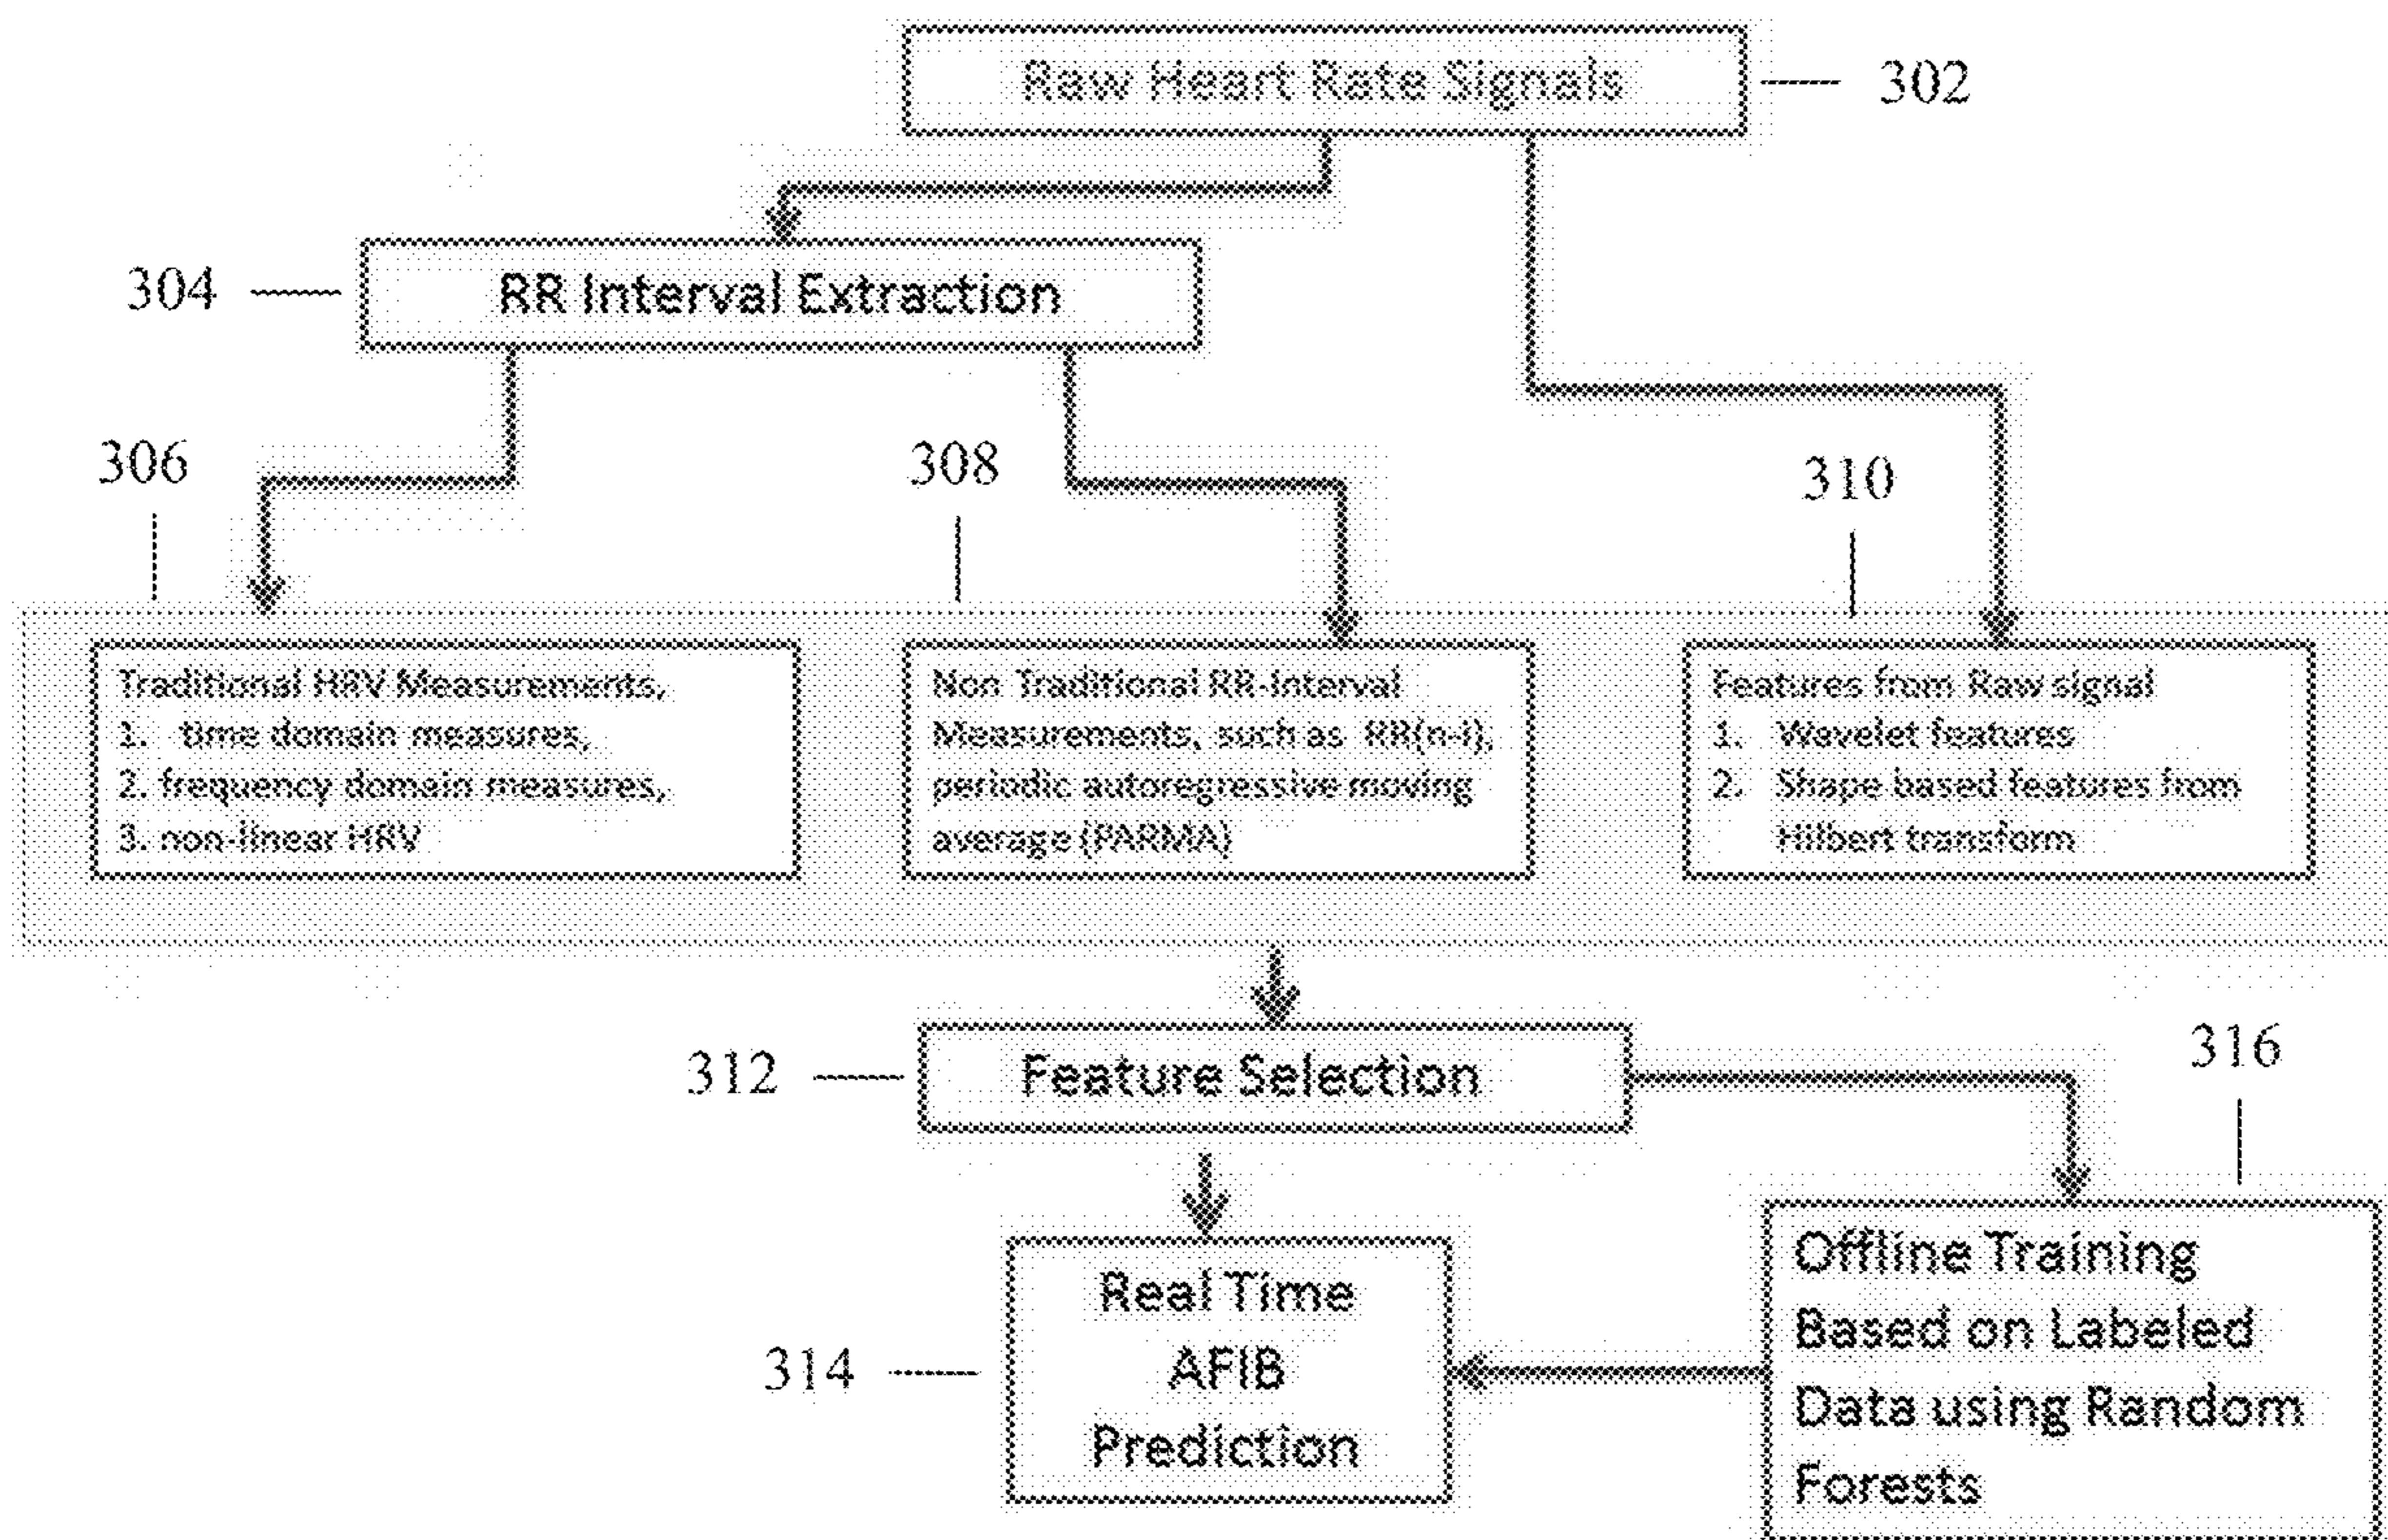 Raw Heart Rate Signals
302
304
RR Interval Extraction
306
308
310
Traditional HRV Measurements,
1. time domain measures,
2. frequency domain measures,
3. non-linear HRV
Non Traditional RR-Interval
Measurements, such as RR(n-i),
periodic autoregressive moving
average (PARMA)
Features from Raw signal
1. Wavelet features
2. Shape based features from
Hilbert transform
312
Feature Selection
316
314
Real Time
AFIB
Prediction
Offline Training
Based on Labeled
Data using Random
Forests